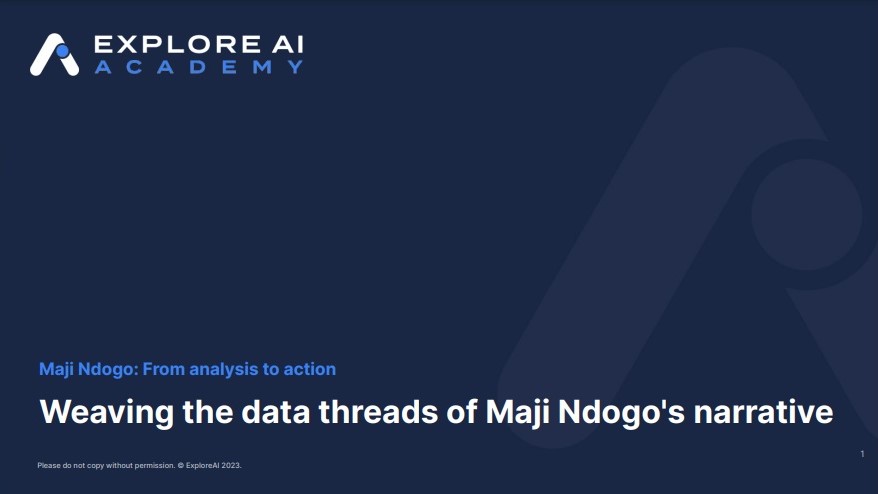 EXPLORE AI
ACADEMY
Maji Ndogo: From analysis to action
Weaving the data threads of Maji Ndogo's narrative
1
Please do not copy without permission. © ExploreAI 2023.